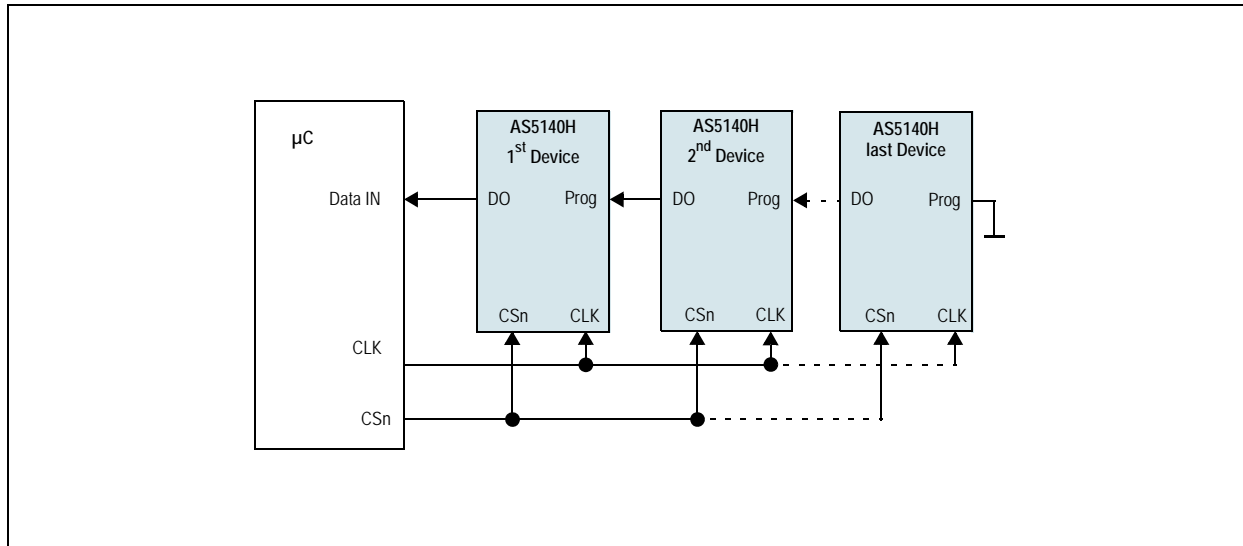 µC
Data IN
CLK
CSn
AS5140H
1st Device
DO Prog
CSn CLK
AS5140H
2nd Device
DO Prog
CSn CLK
AS5140H
last Device
DO Prog
CSn CLK